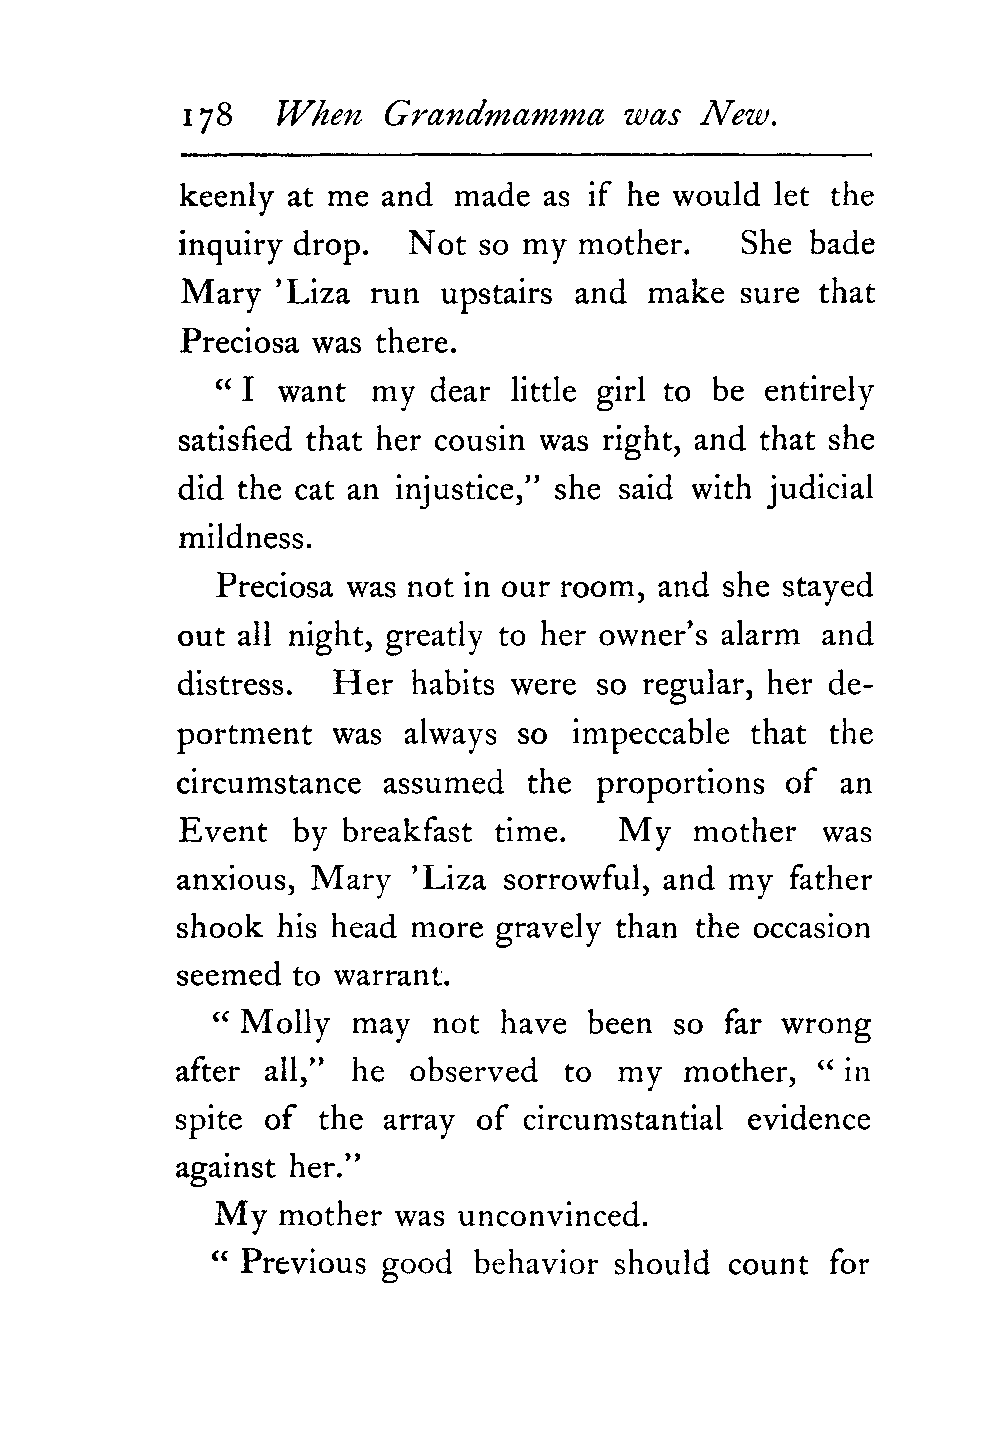 178 When Grandmamma was New.
keenly at me and made as if he would let the
inquiry drop. Not so my mother. She bade
Mary 'Liza run upstairs and make sure that
Preciosa was there.
“ I want my dear little girl to be entirely
satisfied that her cousin was right, and that she
did the cat an injustice,” she said with judicial
mildness.
Preciosa was not in our room, and she stayed
out all night, greatly to her owner's alarm and
distress. Her habits were so regular, her de-
portment was always so impeccable that the
circumstance assumed the proportions of an
Event by breakfast time. My mother was
anxious, Mary 'Liza sorrowful, and my father
shook his head more gravely than the occasion
seemed to warrant.
“ Molly may not have been so far wrong
after all,” he observed to my mother, “ in
spite of the array of circumstantial evidence
against her.”
My mother was unconvinced.
“ Previous good behavior should count for